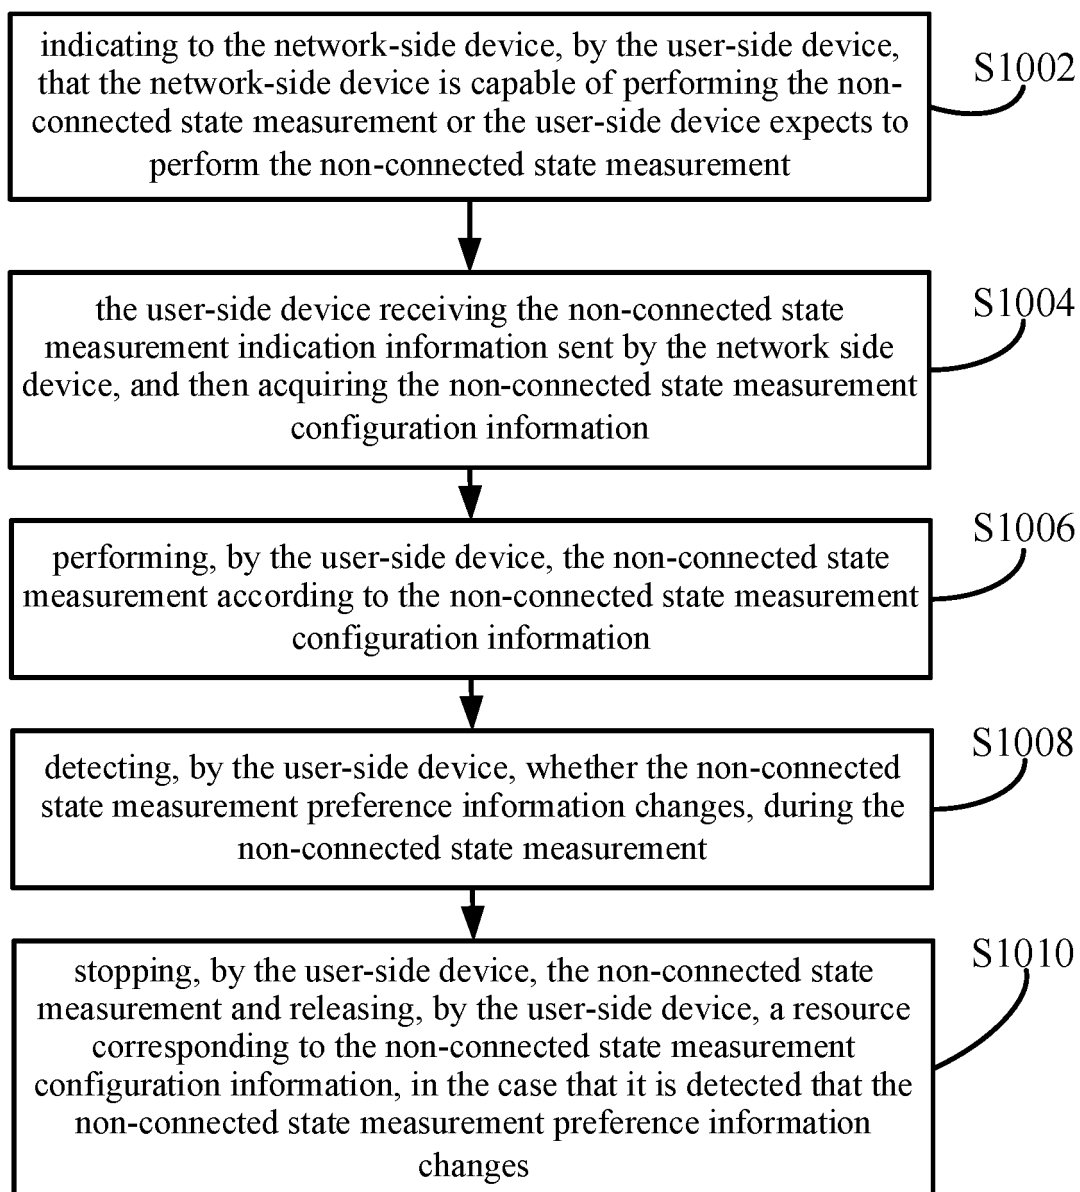 indicating to the network-side device, by the user-side device,
that the network-side device is capable of performing the non-
connected state measurement or the user-side device expects to
perform the non-connected state measurement
S1002
the user-side device receiving the non-connected state
measurement indication information sent by the network side
device, and then acquiring the non-connected state measurement
configuration information
S1004
performing, by the user-side device, the non-connected state
measurement according to the non-connected state measurement
configuration information
S1006
detecting, by the user-side device, whether the non-connected
state measurement preference information changes, during the
non-connected state measurement
S1008
stopping, by the user-side device, the non-connected state
measurement and releasing, by the user-side device, a resource
corresponding to the non-connected state measurement
configuration information, in the case that it is detected that the
non-connected state measurement preference information
changes
S1010